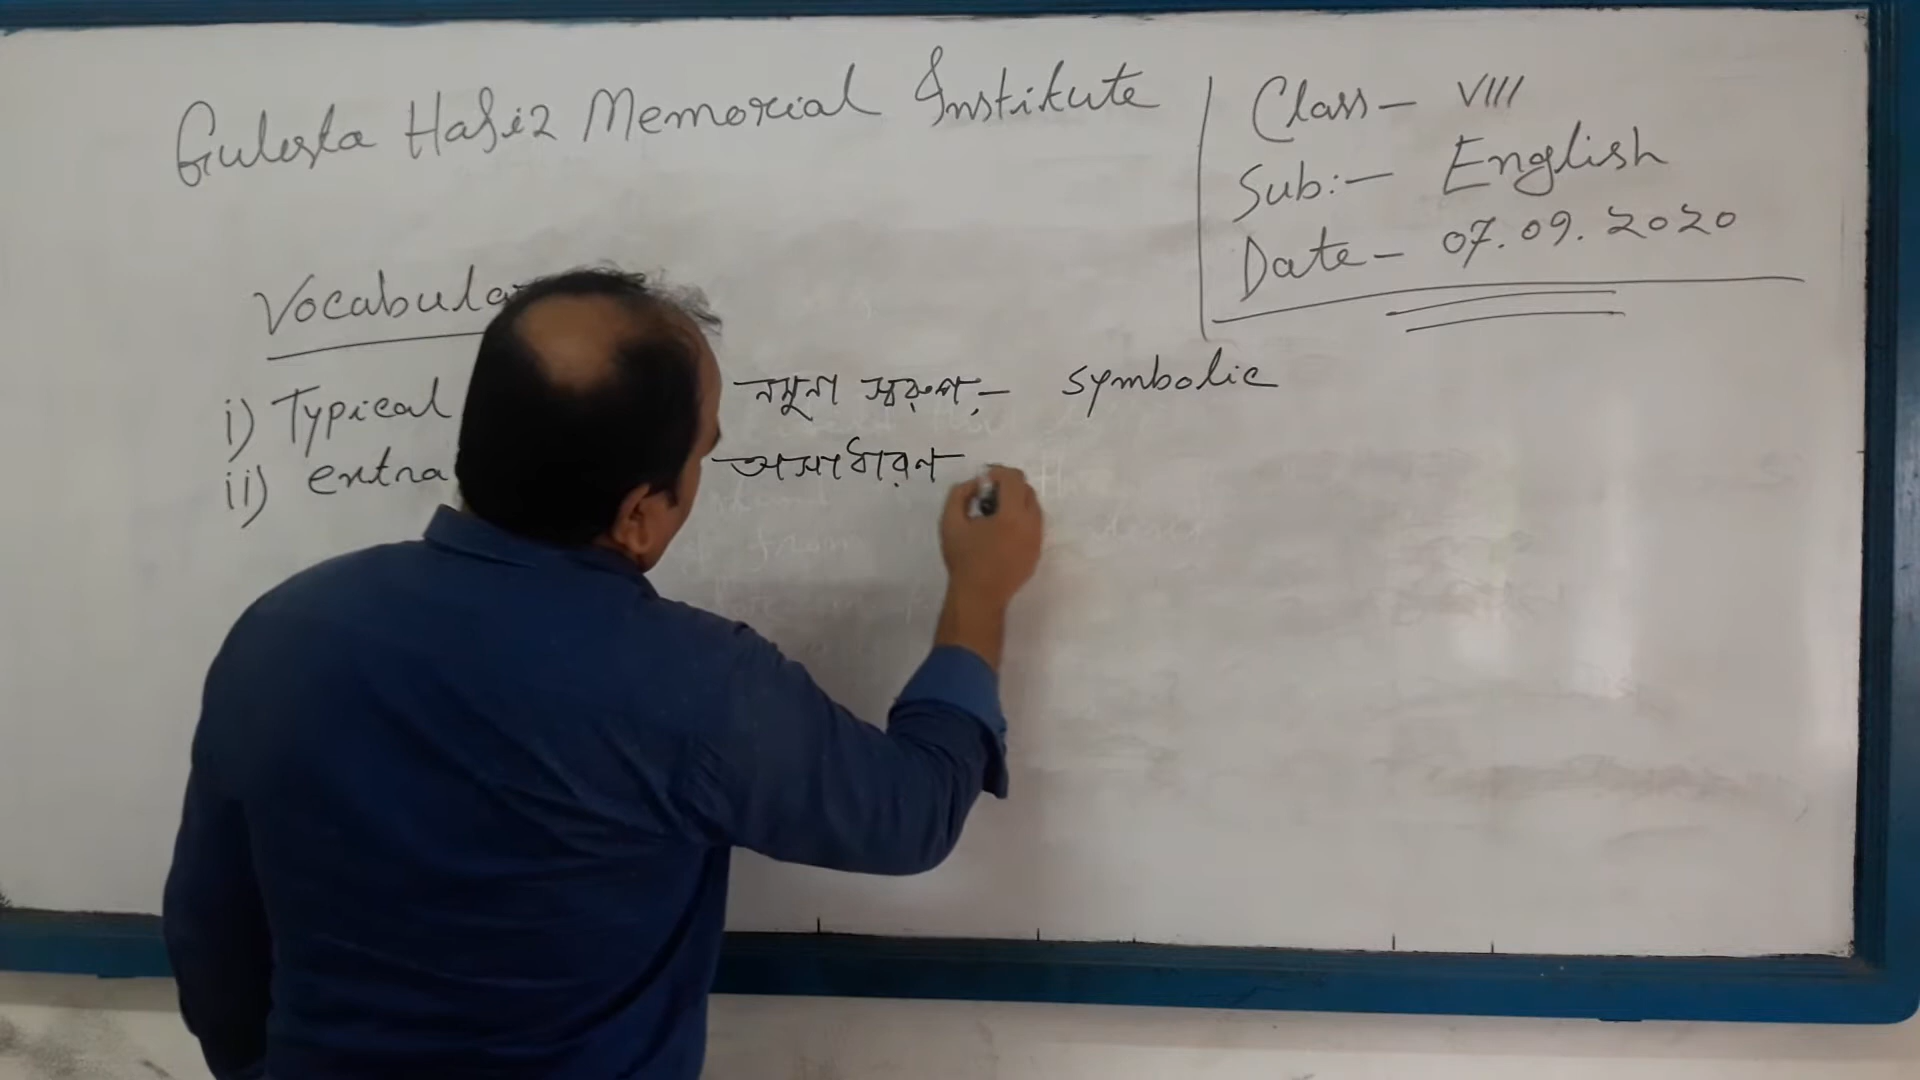 Gulesta Hafiz Memorial Institute
Class - VIII
Sub:- English
Date - 07.09.2020
Vocabula
i) Typical নমুনা স্বরুপ,- symbolic
ii) extra অসাধারণ